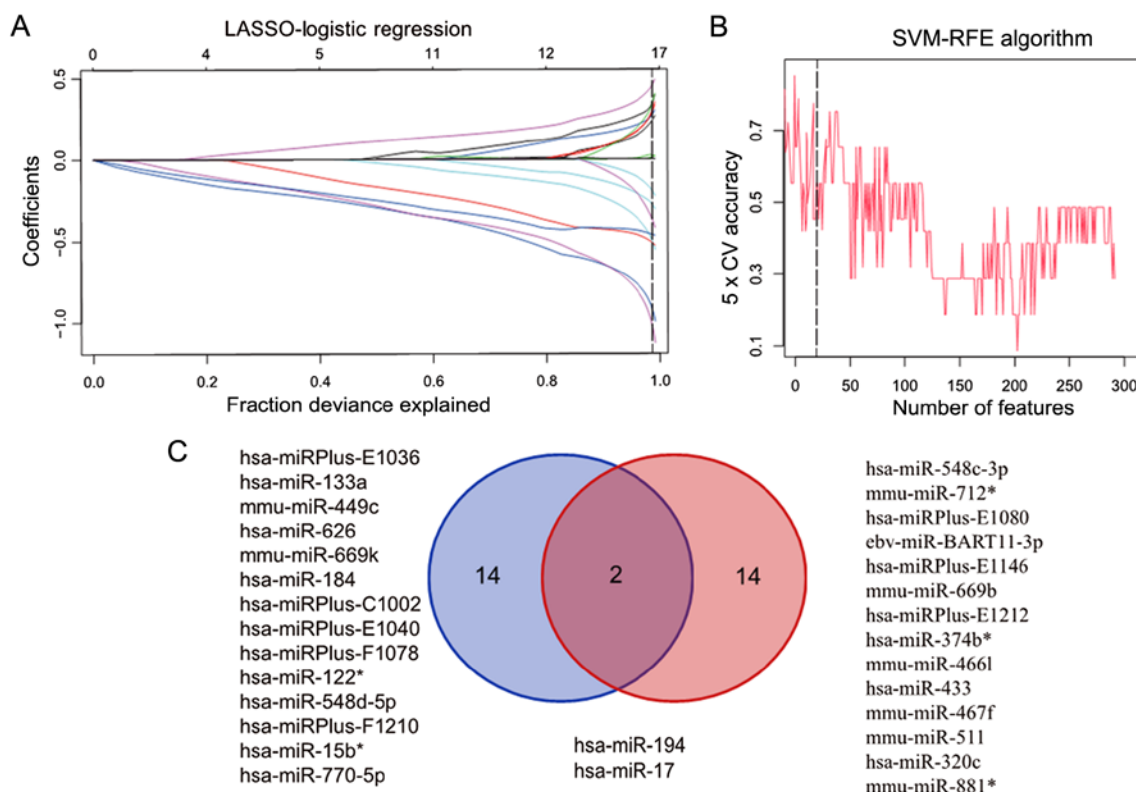 A
LASSO-logistic regression
0 4 5 11 12 17
0.5
0.0
−0.5
−1.0
Coefficients
0.0 0.2 0.4 0.6 0.8 1.0
Fraction deviance explained
B
SVM-RFE algorithm
0.7
0.5
0.3
0.1
5 x CV accuracy
0 50 100 150 200 250 300
Number of features
C
hsa-miRPlus-E1036
hsa-miR-133a
mmu-miR-449c
hsa-miR-626
mmu-miR-669k
hsa-miR-184
hsa-miRPlus-C1002
hsa-miRPlus-E1040
hsa-miRPlus-F1078
hsa-miR-122*
hsa-miR-548d-5p
hsa-miRPlus-F1210
hsa-miR-15b*
hsa-miR-770-5p
14 2 14
hsa-miR-194
hsa-miR-17
hsa-miR-548c-3p
mmu-miR-712*
hsa-miRPlus-E1080
ebv-miR-BART11-3p
hsa-miRPlus-E1146
mmu-miR-669b
hsa-miRPlus-E1212
hsa-miR-374b*
mmu-miR-466l
hsa-miR-433
mmu-miR-467f
mmu-miR-511
hsa-miR-320c
mmu-miR-881*